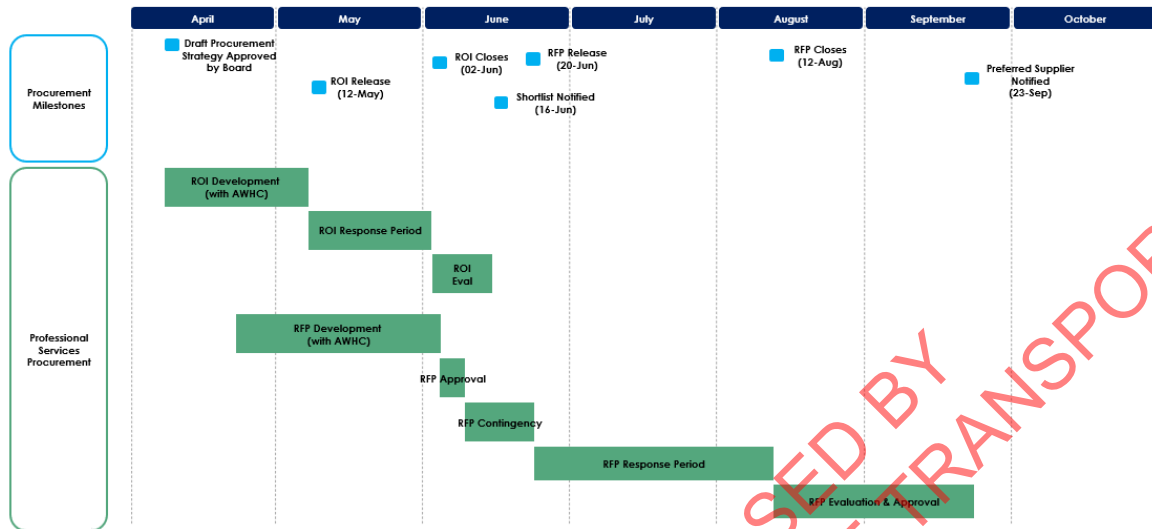 April
May
June
July
August
September
October
Procurement
Milestones
Draft Procurement
Strategy Approved
by Board
ROI Release
(12-May)
ROI Closes
(02-Jun)
Shortlist Notified
(16-Jun)
RFP Release
(20-Jun)
RFP Closes
(12-Aug)
Preferred Supplier
Notified
(23-Sep)
Professional
Services
Procurement
ROI Development
(with AWHC)
ROI Response Period
ROI
Eval
RFP Development
(with AWHC)
RFP Approval
RFP Contingency
RFP Response Period
RFP Evaluation & Approval
SED BY
TRANSPOR